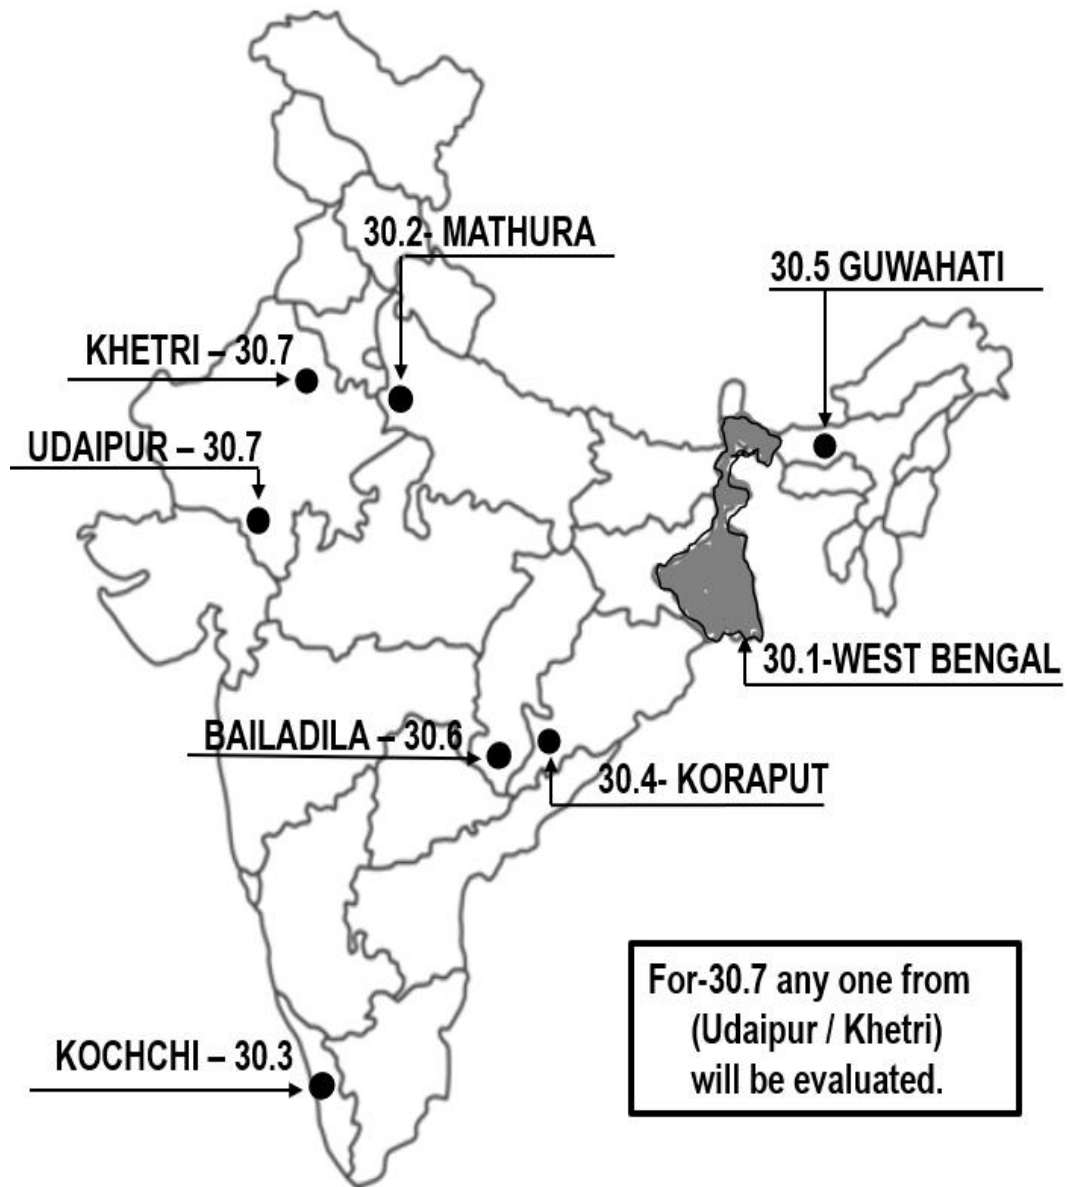 30.2- MATHURA
30.5 GUWAHATI
KHETRI – 30.7
UDAIPUR – 30.7
30.1-WEST BENGAL
BAILADILA – 30.6
30.4- KORAPUT
For-30.7 any one from
(Udaipur / Khetri)
will be evaluated.
KOCHCHI – 30.3